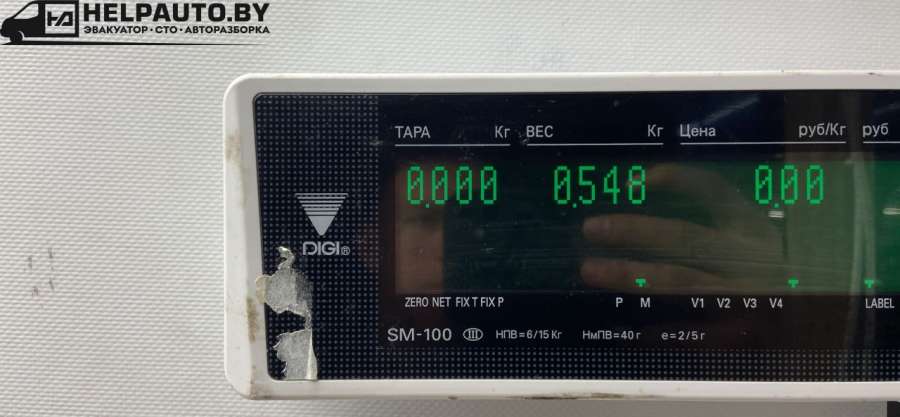 HELPAUTO.BY
ЭВАКУАТОР · СТО · АВТОРАЗБОРКА
ТАРА Кг ВЕС Кг Цена руб/Кг руб
0.000 0.548 0.00
DIGI®
ZERO NET FIX T FIX P P M V1 V2 V3 V4 LABEL
SM-100 III НПВ=6/15 Кг НмПВ=40 г e=2/5 г